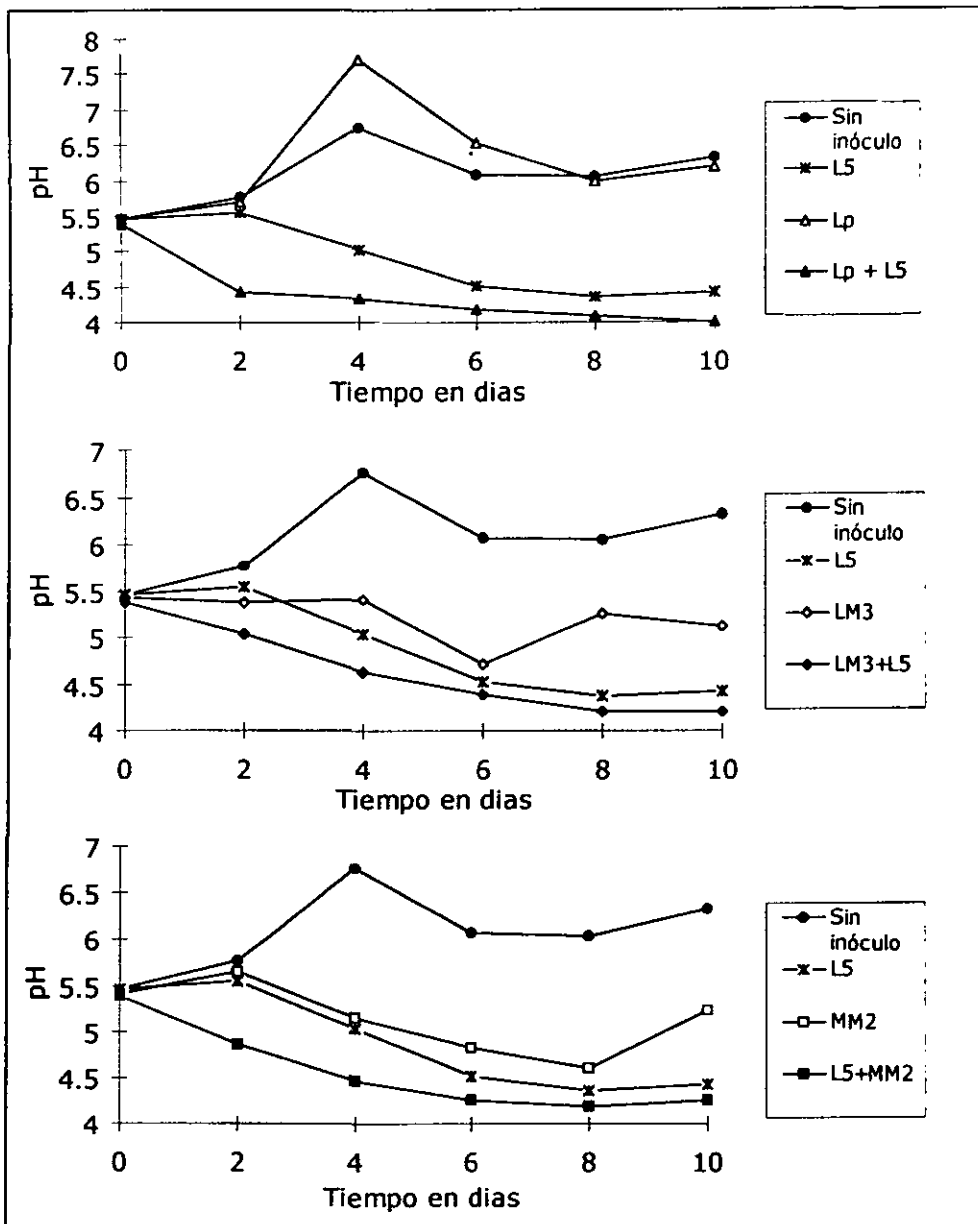 8
7.5
7
6.5
6
5.5
5
4.5
4
pH
0 2 4 6 8 10
Tiempo en dias
Sin
inóculo
L5
Lp
Lp + L5
7
6.5
6
5.5
5
4.5
4
pH
0 2 4 6 8 10
Tiempo en dias
Sin
inóculo
L5
LM3
LM3+L5
7
6.5
6
5.5
5
4.5
4
pH
0 2 4 6 8 10
Tiempo en dias
Sin
inóculo
L5
MM2
L5+MM2